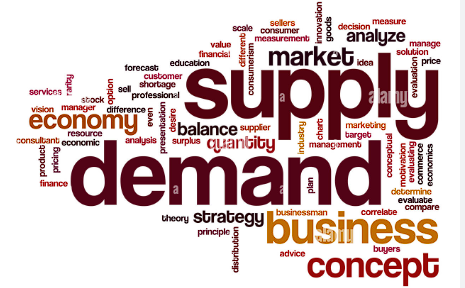 innovation
goods
sellers
consumer
measurement
scale
different
consumerism
value
financial
decision
measure
analyze
manage
solution
price
evaluation
market
idea
forecast
education
customer
shortage
professional
supply
alamy
services
rarity
stock
option
sell
vision
manager
difference
economy
even
presentation
desire
balance
supplier
resource
economic
consultant
analysis
surplus
quantity
industry
chart
marketing
target
management
conceptual
motivation
evaluating
commerce
economics
product
pricing
finance
demand
plan
evaluate
compare
theory
strategy
businessman
correlate
principle
distribution
business
alamy
buyers
advice
concept